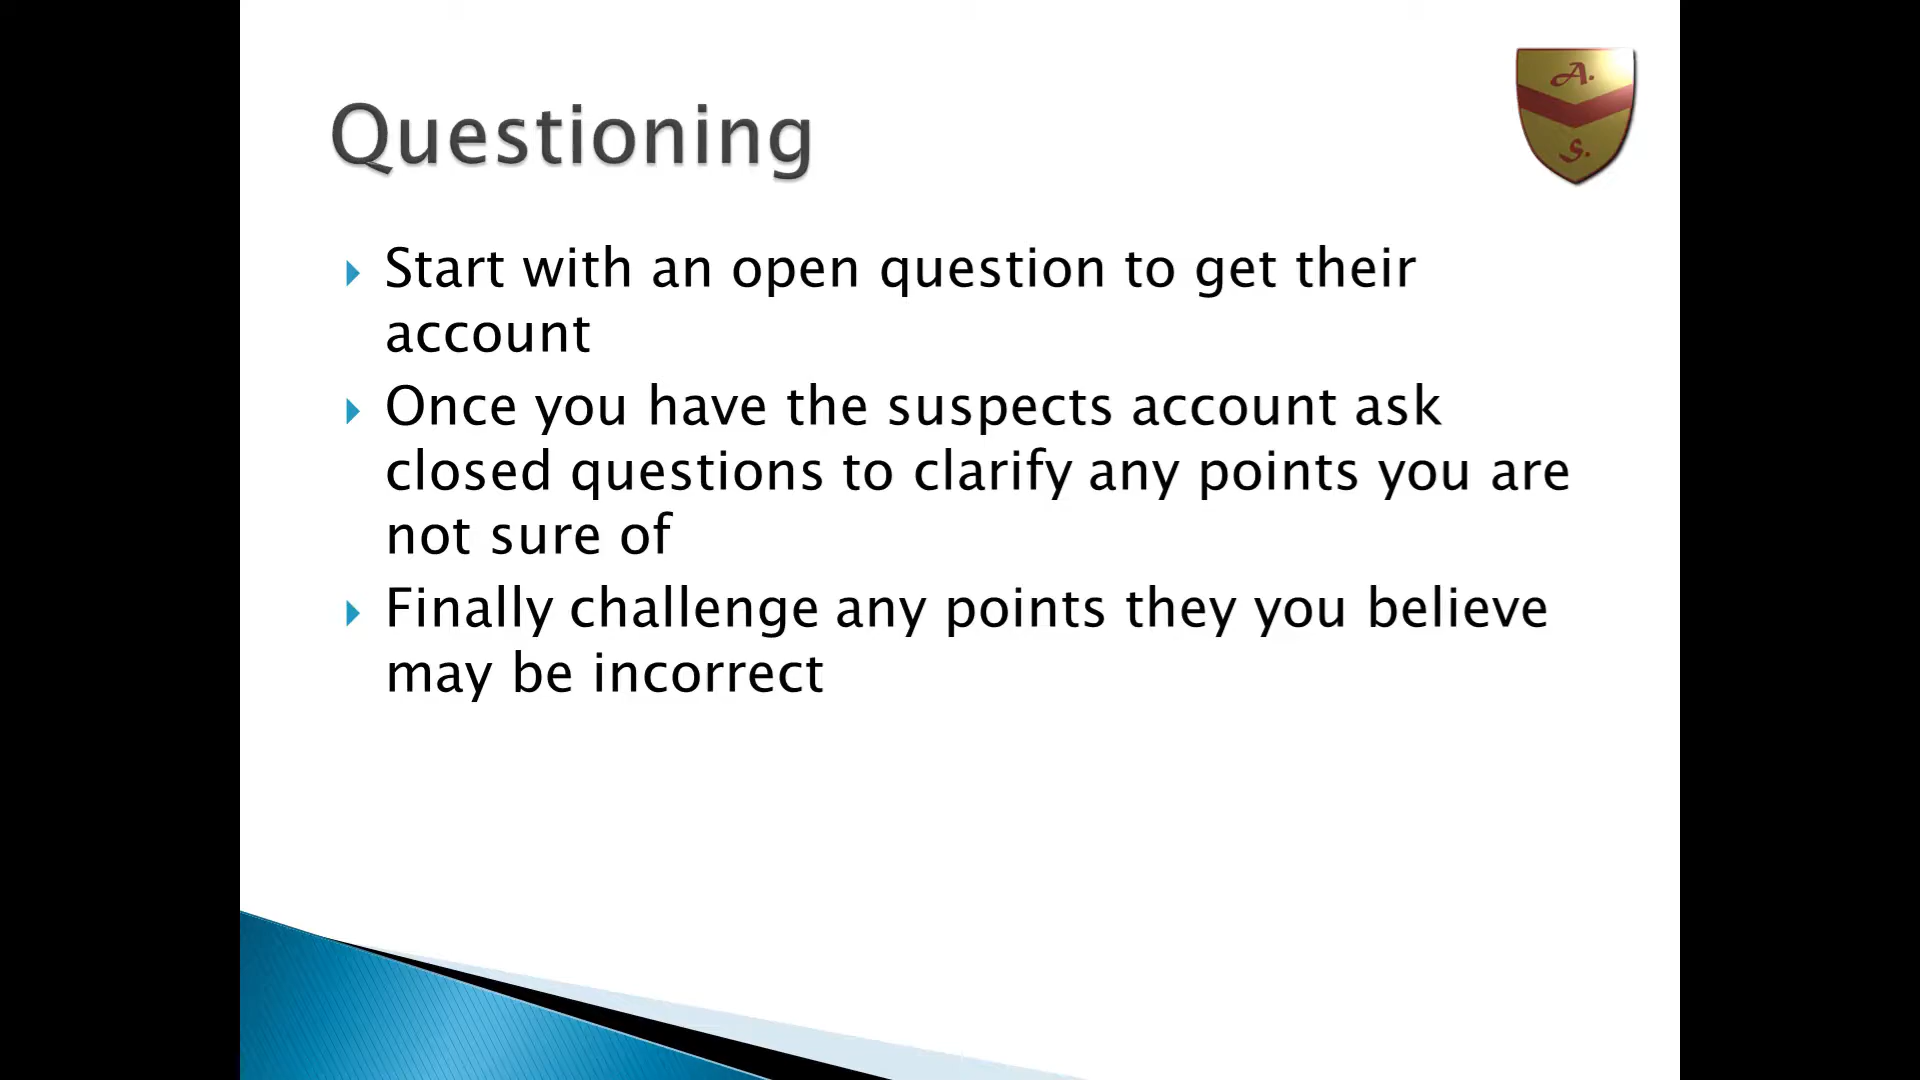 A.
S.
Questioning
Start with an open question to get their
account
Once you have the suspects account ask
closed questions to clarify any points you are
not sure of
Finally challenge any points they you believe
may be incorrect